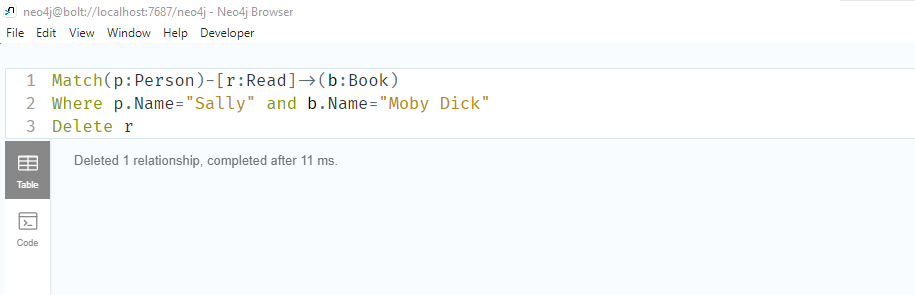 neo4j@bolt://localhost:7687/neo4j - Neo4j Browser
File Edit View Window Help Developer
1 Match(p:Person)-[r:Read]->(b:Book)
2 Where p.Name="Sally" and b.Name="Moby Dick"
3 Delete r
Deleted 1 relationship, completed after 11 ms.
Table
Code